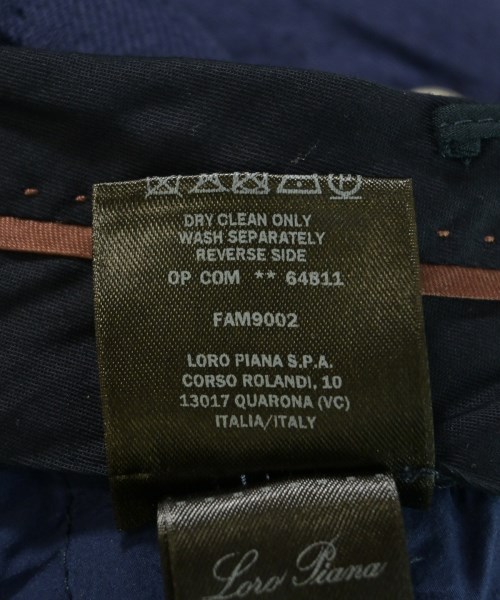 DRY CLEAN ONLY
WASH SEPARATELY
REVERSE SIDE
OP COM ** 64811
FAM9002
LORO PIANA S.P.A.
CORSO ROLANDI, 10
13017 QUARONA (VC)
ITALIA/ITALY
Loro Piana